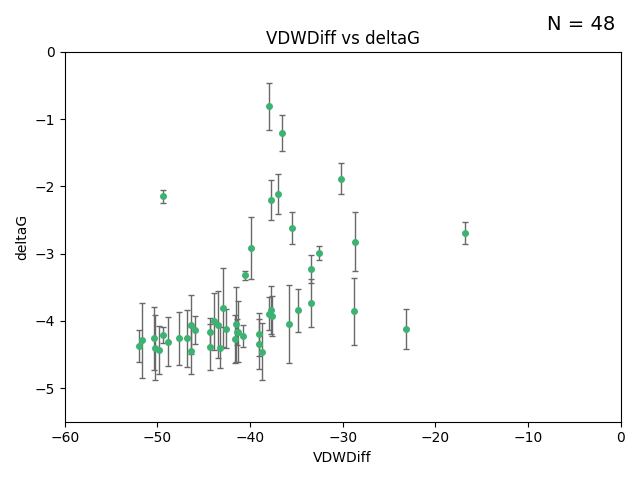 N = 48
VDWDiff vs deltaG
0
−1
−2
−3
−4
−5
deltaG
−60 −50 −40 −30 −20 −10 0
VDWDiff